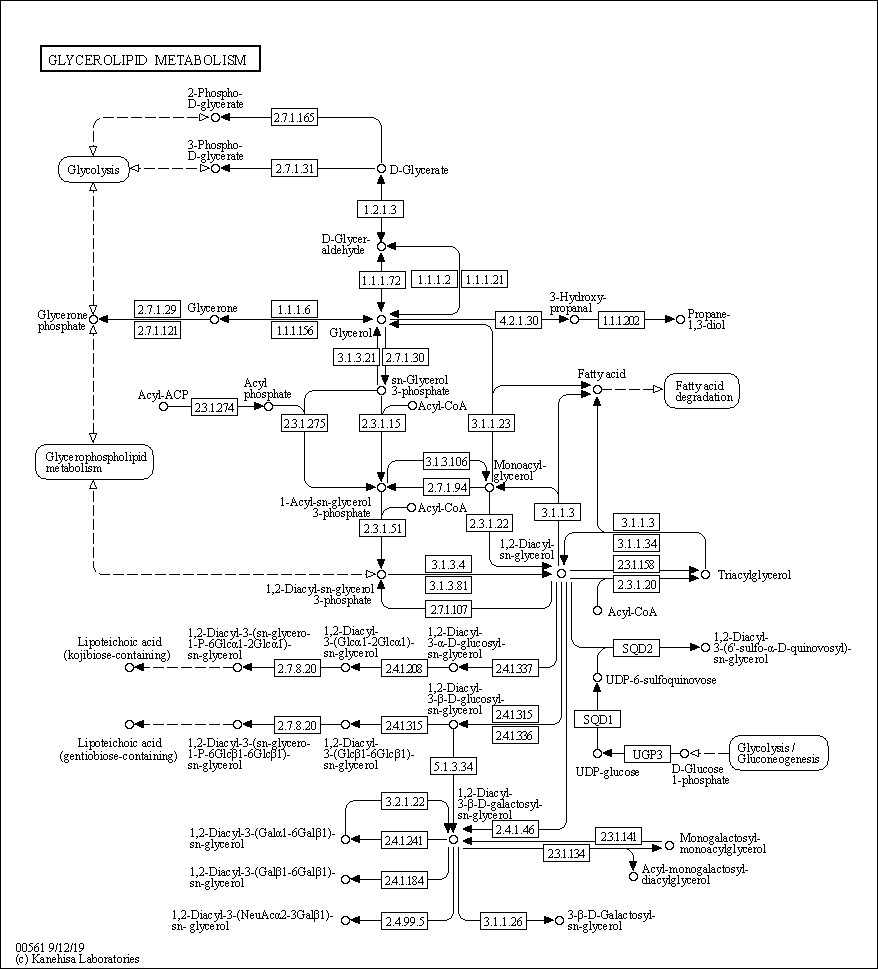 GLYCEROLIPID METABOLISM
2-Phospho-
D-glycerate
2.7.1.165
3-Phospho-
D-glycerate
Glycolysis
2.7.1.31
D-Glycerate
1.2.1.3
D-Glycer-
aldehyde
1.1.1.72
1.1.1.2
1.1.1.21
Glycerone
phosphate
2.7.1.29
2.7.1.121
Glycerone
1.1.1.6
1.1.1.156
Glycerol
4.2.1.30
3-Hydroxy-
propanal
1.1.1202
Propane-
1,3-diol
3.1.3.21
2.7.1.30
sn-Glycerol
3-phosphate
Fatty acid
Fatty acid
degradation
Acyl-ACP
2.3.1.274
Acyl
phosphate
2.3.1.275
2.3.1.15
Acyl-CoA
3.1.1.23
Glycerophospholipid
metabolism
3.1.3.106
2.7.1.94
Monoacyl-
glycerol
1-Acyl-sn-glycerol
3-phosphate
Acyl-CoA
2.3.1.51
2.3.1.22
3.1.1.3
3.1.1.3
3.1.1.34
1,2-Diacyl-
sn-glycerol
2.3.1.158
2.3.1.20
Triacylglycerol
3.1.3.4
3.1.3.81
2.7.1.107
1,2-Diacyl-sn-glycerol
3-phosphate
Acyl-CoA
Lipoteichoic acid
(kojibiose-containing)
1,2-Diacyl-3-(sn-glycero-
1-P-6Glcα1-2Glcα1)-
sn-glycerol
2.7.8.20
1,2-Diacyl-
3-(Glcα1-2Glcα1)-
sn-glycerol
2.4.1.208
1,2-Diacyl-
3-α-D-glucosyl-
sn-glycerol
2.4.1.337
SQD2
1,2-Diacyl-
3-(6'-sulfo-α-D-quinovosyl)-
sn-glycerol
UDP-6-sulfoquinovose
1,2-Diacyl-
3-β-D-glucosyl-
sn-glycerol
Lipoteichoic acid
(gentiobiose-containing)
2.7.8.20
1,2-Diacyl-3-(sn-glycero-
1-P-6Glcβ1-6Glcβ1)-
sn-glycerol
2.4.1.315
1,2-Diacyl-
3-(Glcβ1-6Glcβ1)-
sn-glycerol
2.4.1.315
2.4.1.336
SQD1
UDP-glucose
UGP3
D-Glucose
1-phosphate
Glycolysis /
Gluconeogenesis
5.1.3.34
1,2-Diacyl-
3-β-D-galactosyl-
sn-glycerol
3.2.1.22
1,2-Diacyl-3-(Galα1-6Galβ1)-
sn-glycerol
2.4.1.241
2.4.1.46
2.3.1.141
2.3.1.134
Monogalactosyl-
monoacylglycerol
Acyl-monogalactosyl-
diacylglycerol
1,2-Diacyl-3-(Galβ1-6Galβ1)-
sn-glycerol
2.4.1.184
1,2-Diacyl-3-(NeuAcα2-3Galβ1)-
sn- glycerol
2.4.99.5
3.1.1.26
3-β-D-Galactosyl-
sn-glycerol
00561 9/12/19
(c) Kanehisa Laboratories